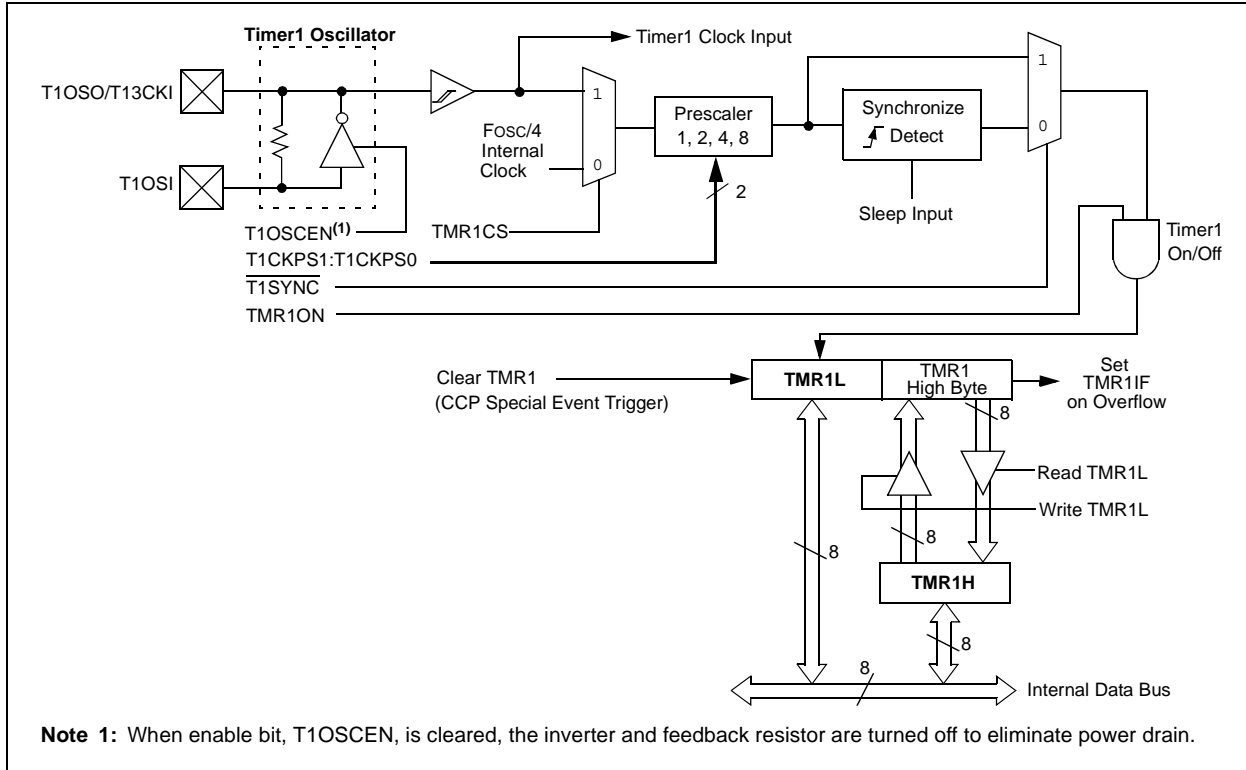 Timer1 Oscillator
Timer1 Clock Input
T1OSO/T13CKI
1
1
Prescaler
1, 2, 4, 8
Synchronize
Detect
FOSC/4
Internal
Clock
0
0
T1OSI
2
Sleep Input
T1OSCEN(1)
TMR1CS
Timer1
On/Off
T1CKPS1:T1CKPS0
T1SYNC
TMR1ON
Clear TMR1
(CCP Special Event Trigger)
TMR1L
TMR1
High Byte
Set
TMR1IF
on Overflow
8
Read TMR1L
Write TMR1L
8
8
TMR1H
8
8
Internal Data Bus
Note 1: When enable bit, T1OSCEN, is cleared, the inverter and feedback resistor are turned off to eliminate power drain.